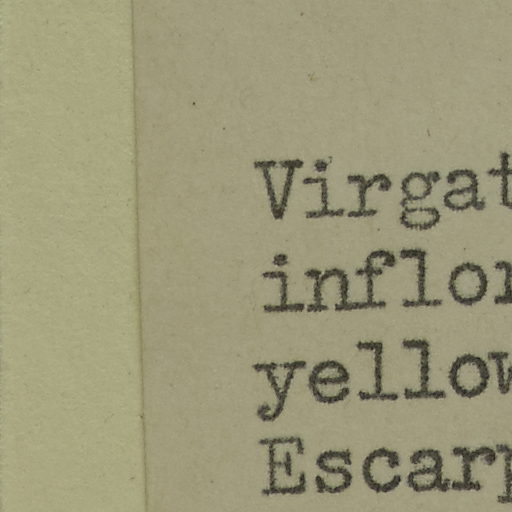 Virgat
inflor
yellow
Escarp